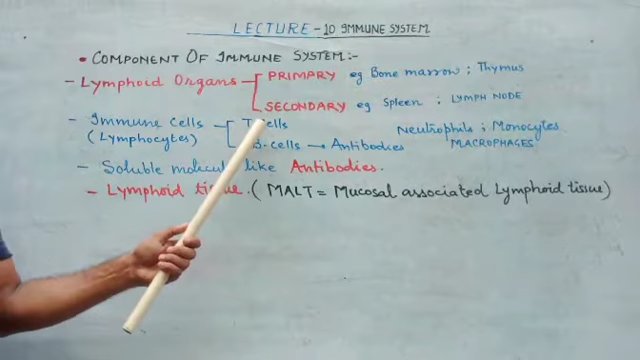 LECTURE - 10 IMMUNE SYSTEM
• COMPONENT OF IMMUNE SYSTEM:-
- Lymphoid Organs - PRIMARY eg Bone marrow ; Thymus
SECONDARY eg Spleen ; LYMPH NODE
- Immune Cells - T cells
(Lymphocytes) B-cells → Antibodies
Neutrophils ; Monocytes
MACROPHAGES
- Soluble like Antibodies.
- Lymphoid tissue. ( MALT = Mucosal associated Lymphoid tissue)